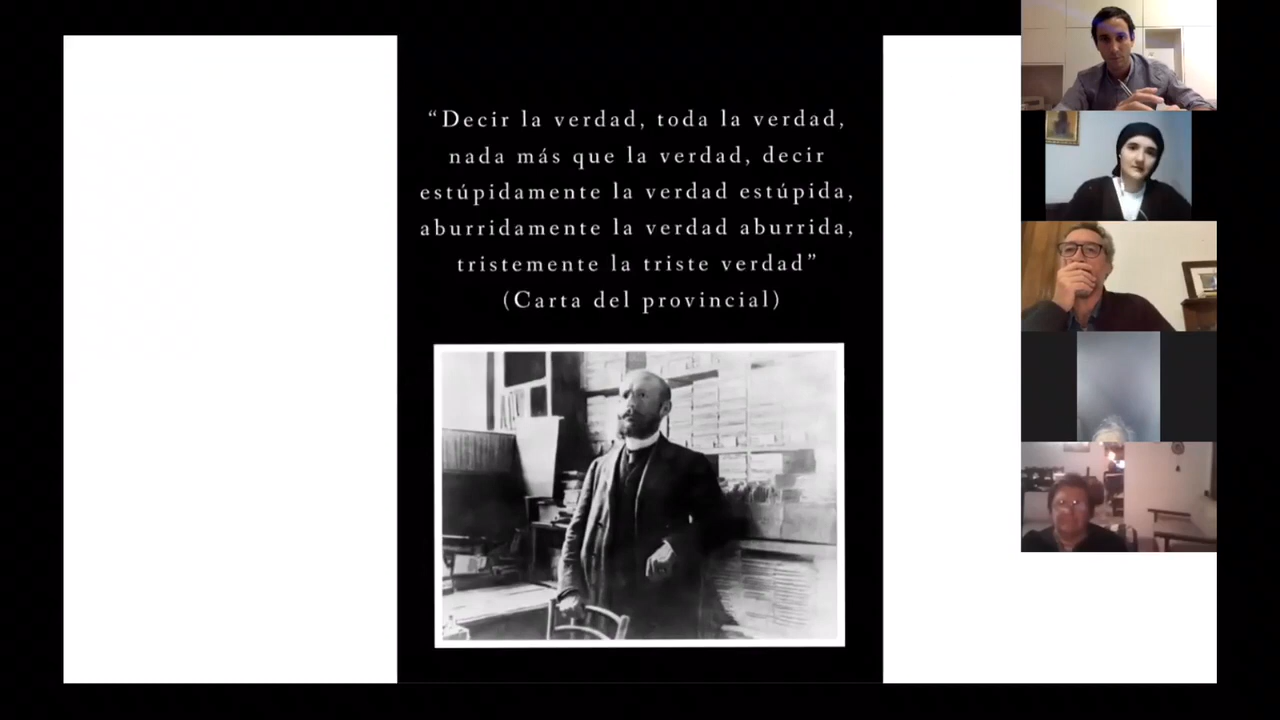 “Decir la verdad, toda la verdad,
nada más que la verdad, decir
estúpidamente la verdad estúpida,
aburridamente la verdad aburrida,
tristemente la triste verdad”
(Carta del provincial)